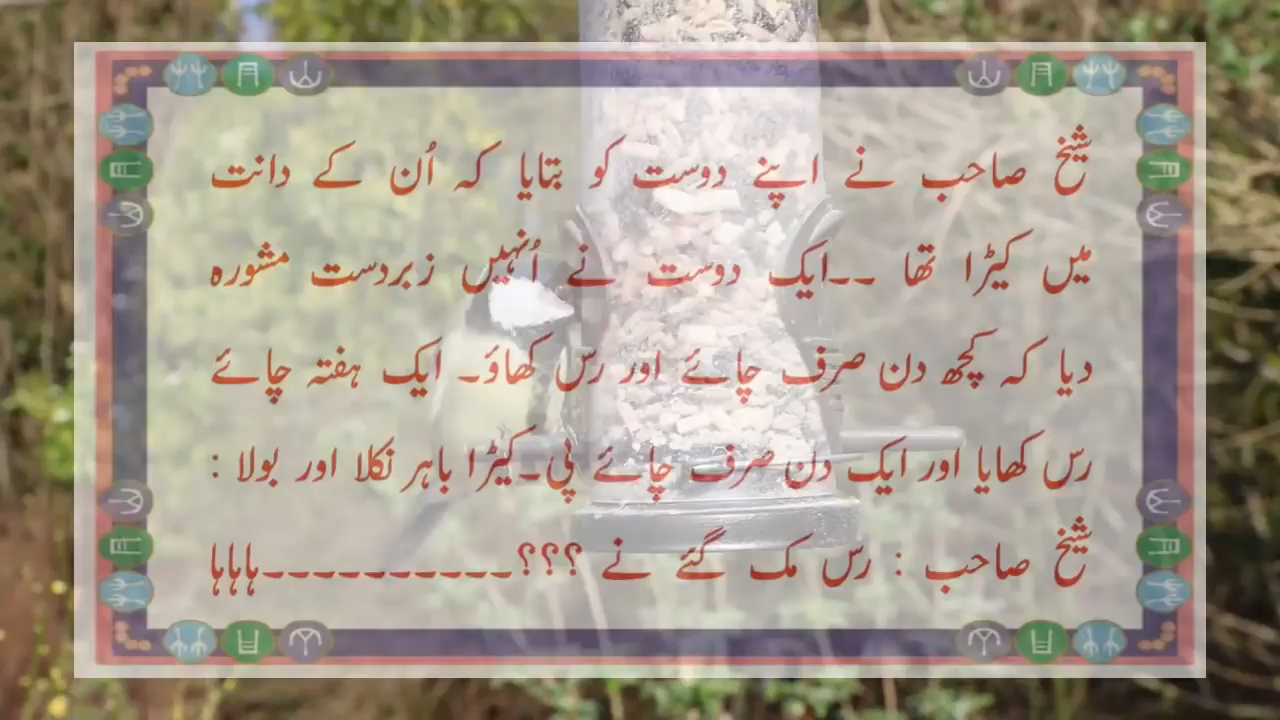 شیخ صاحب نے اپنے دوست کو بتایا کہ اُن کے دانت
میں کیڑا تھا ۔۔ایک دوست نے اُنہیں زبردست مشورہ
دیا کہ کچھ دن صرف چائے اور رس کھاؤ۔ ایک ہفتہ چائے
رس کھایا اور ایک دن صرف چائے پی۔کیڑا باہر نکلا اور بولا :
شیخ صاحب : رس مک گئے نے ؟؟؟۔۔۔۔۔۔۔۔۔۔۔ہاہاہا